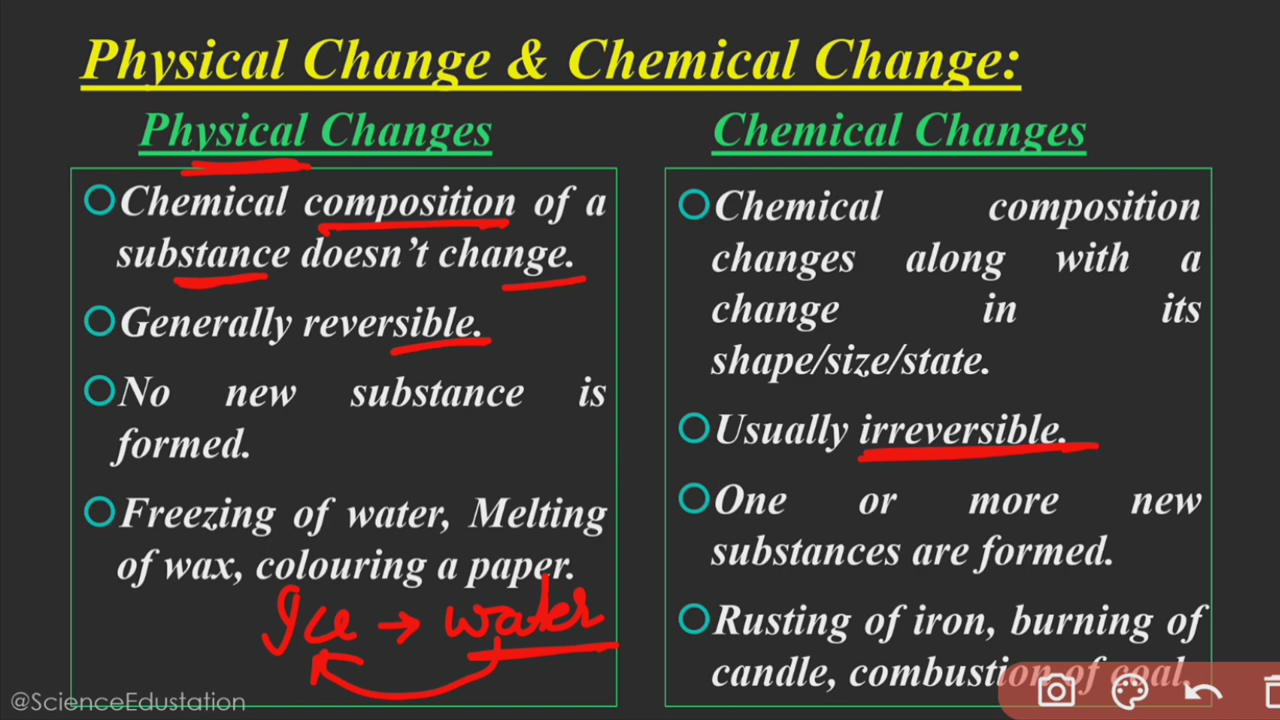 Physical Change & Chemical Change:
Physical Changes
Chemical composition of a
substance doesn't change.
Generally reversible.
No new substance is
formed.
Freezing of water, Melting
of wax, colouring a paper.
Ice → water
Chemical Changes
Chemical composition
changes along with a
change in its
shape/size/state.
Usually irreversible.
One or more new
substances are formed.
Rusting of iron, burning of
candle, combustion of coal.
@ScienceEdustation